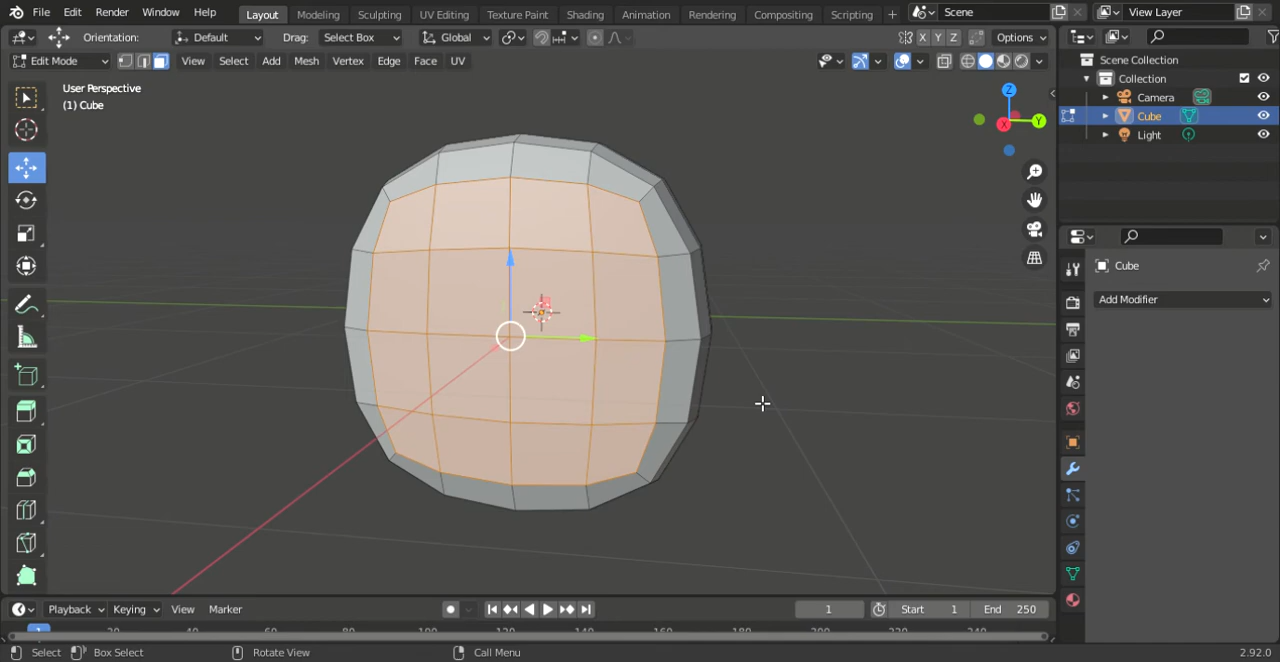 File Edit Render Window Help Layout Modeling Sculpting UV Editing Texture Paint Shading Animation Rendering Compositing Scripting + Scene View Layer
Orientation: Default Drag: Select Box Global X Y Z Options
Edit Mode View Select Add Mesh Vertex Edge Face UV
User Perspective
(1) Cube
Z
Y
X
Scene Collection
Collection
Camera
Cube
Light
Cube
Add Modifier
Playback Keying View Marker 1 Start 1 End 250
1
Select Box Select Rotate View Call Menu 2.92.0